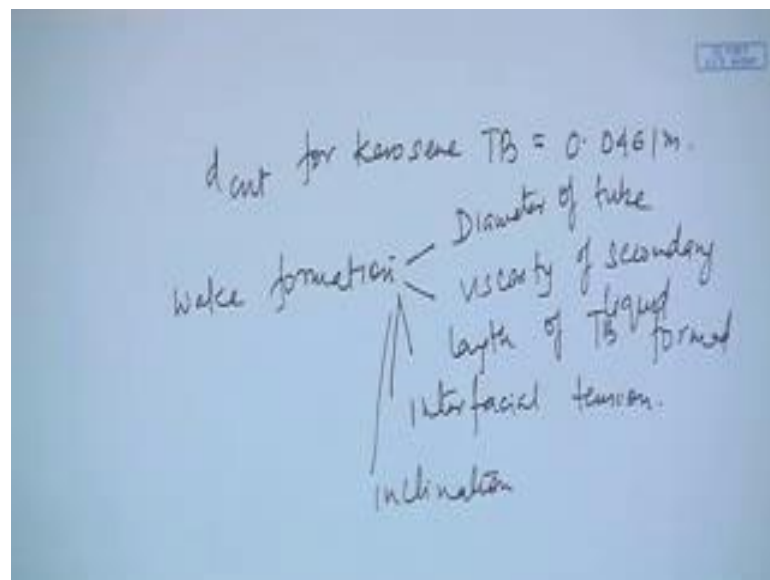 dcrit for kerosene TB = 0.0461m.
Wake formation
Diameter of tube
viscosity of secondary
liquid
length of TB formed
interfacial tension.
inclination